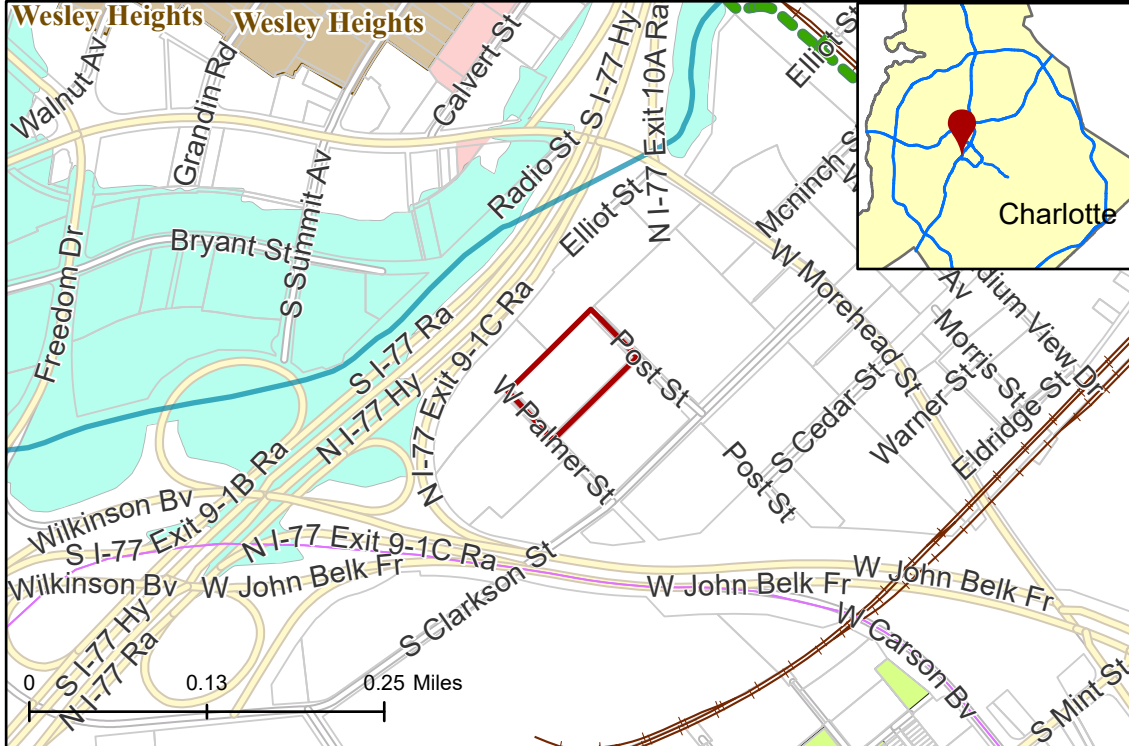 Wesley Heights
Wesley Heights
Walnut Av
Grandin Rd
Calvert St
S I-77 Hy
N I-77 Exit 10A Ra
Elliot St
Charlotte
Freedom Dr
Bryant St
S Summit Av
Radio St
Elliot St
Mcninch S
W
W Morehead St
dium View Dr
Av
Morris St
Warner St
Eldridge St
S Cedar St
S I-77 Ra
N I-77 Hy
N I-77 Exit 9-1C Ra
Post St
W Palmer St
Post St
Wilkinson Bv
S I-77 Exit 9-1B Ra
N I-77 Exit 9-1C Ra
Wilkinson Bv
W John Belk Fr
W John Belk Fr
W John Belk Fr
S Clarkson St
W Carson Bv
S Mint St
S I-77 Hy
N I-77 Ra
0 0.13 0.25 Miles